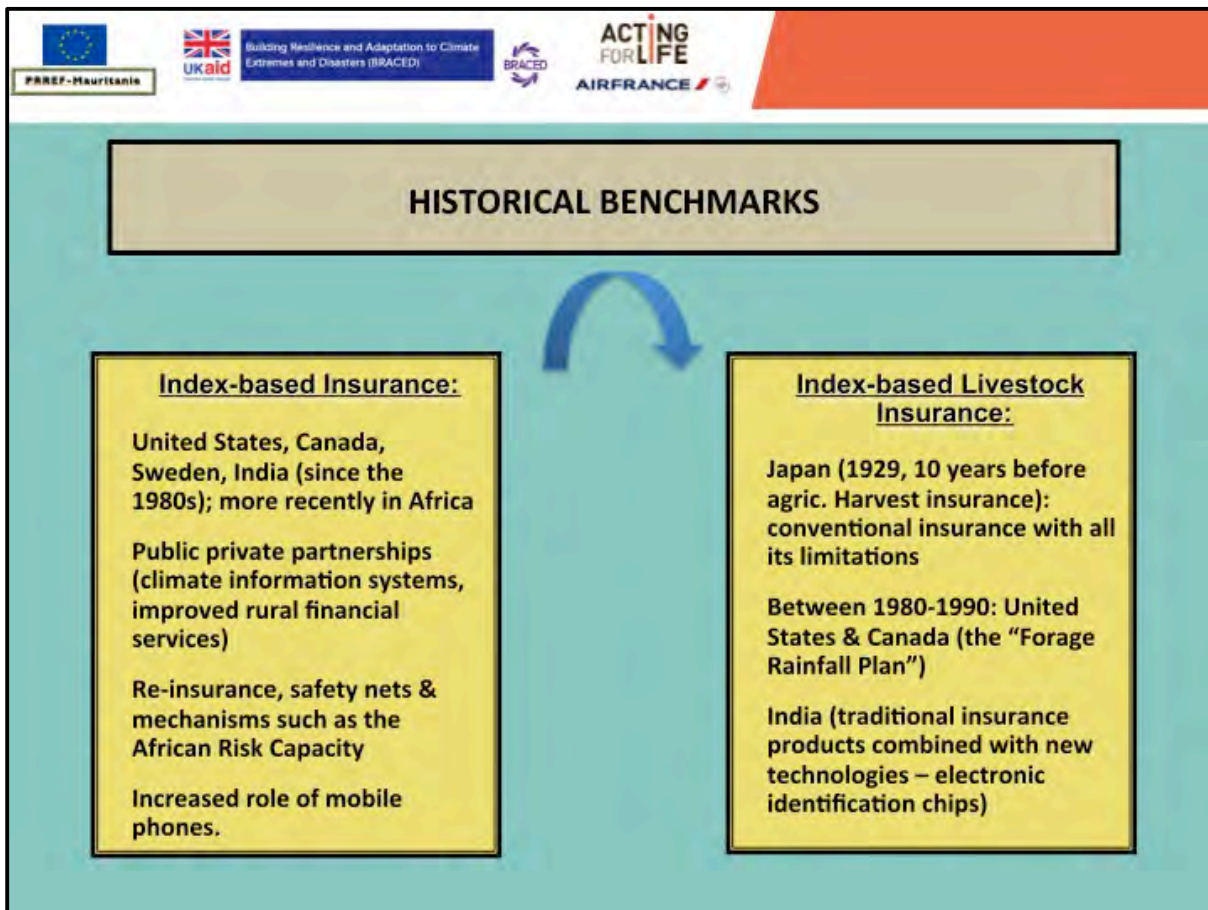 PRREF-Mauritanie
UKaid
Building Resilience and Adaptation to Climate
Extremes and Disasters (BRACED)
BRACED
ACTiNG
FORLiFE
AIRFRANCE
HISTORICAL BENCHMARKS
Index-based Insurance:
United States, Canada,
Sweden, India (since the
1980s); more recently in Africa
Public private partnerships
(climate information systems,
improved rural financial
services)
Re-insurance, safety nets &
mechanisms such as the
African Risk Capacity
Increased role of mobile
phones.
Index-based Livestock
Insurance:
Japan (1929, 10 years before
agric. Harvest insurance):
conventional insurance with all
its limitations
Between 1980-1990: United
States & Canada (the “Forage
Rainfall Plan”)
India (traditional insurance
products combined with new
technologies – electronic
identification chips)